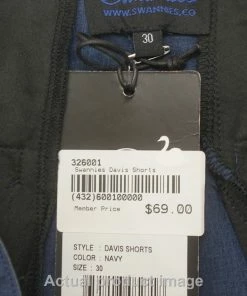 WWW.SWANNIES.CO
30
326001
Swannies Davis Shorts
(432)600100000
Member Price
$69.00
STYLE : DAVIS SHORTS
COLOR : NAVY
SIZE : 30
Actual product image